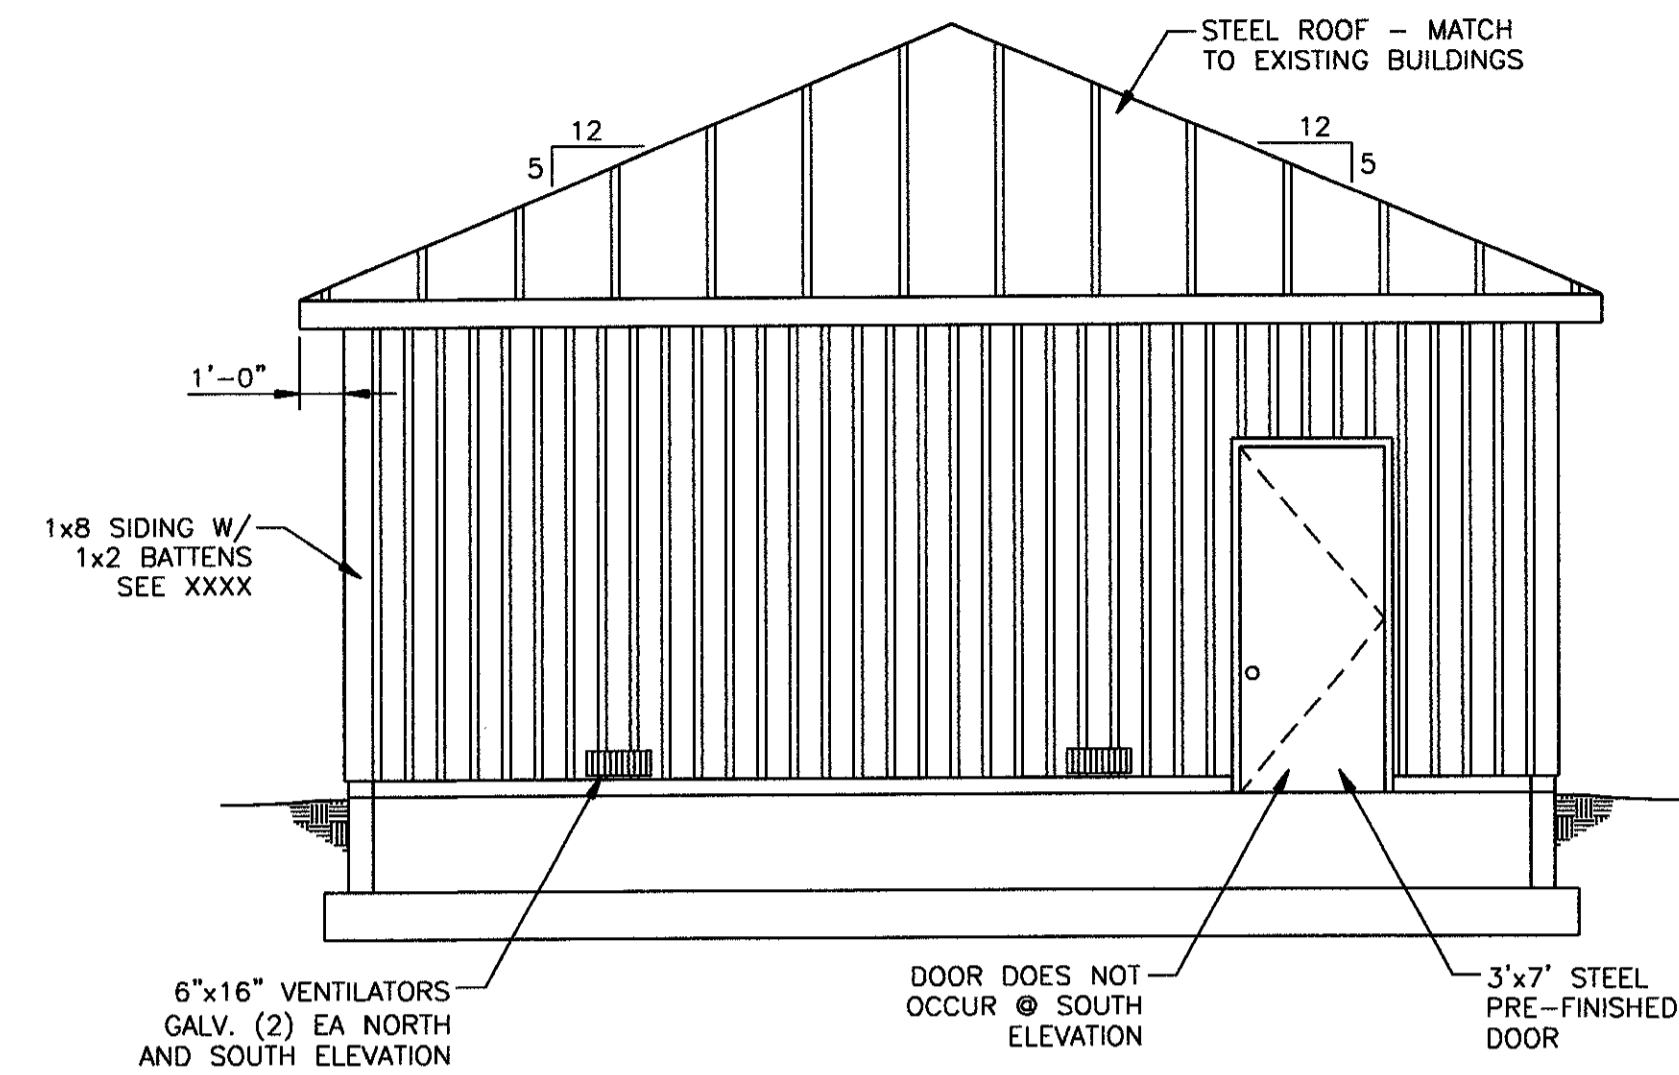 STEEL ROOF – MATCH
TO EXISTING BUILDINGS
12
5
12
5
1'–0"
1x8 SIDING W/
1x2 BATTENS
SEE XXXX
6"x16" VENTILATORS
GALV. (2) EA NORTH
AND SOUTH ELEVATION
DOOR DOES NOT
OCCUR @ SOUTH
ELEVATION
3'x7' STEEL
PRE–FINISHED
DOOR